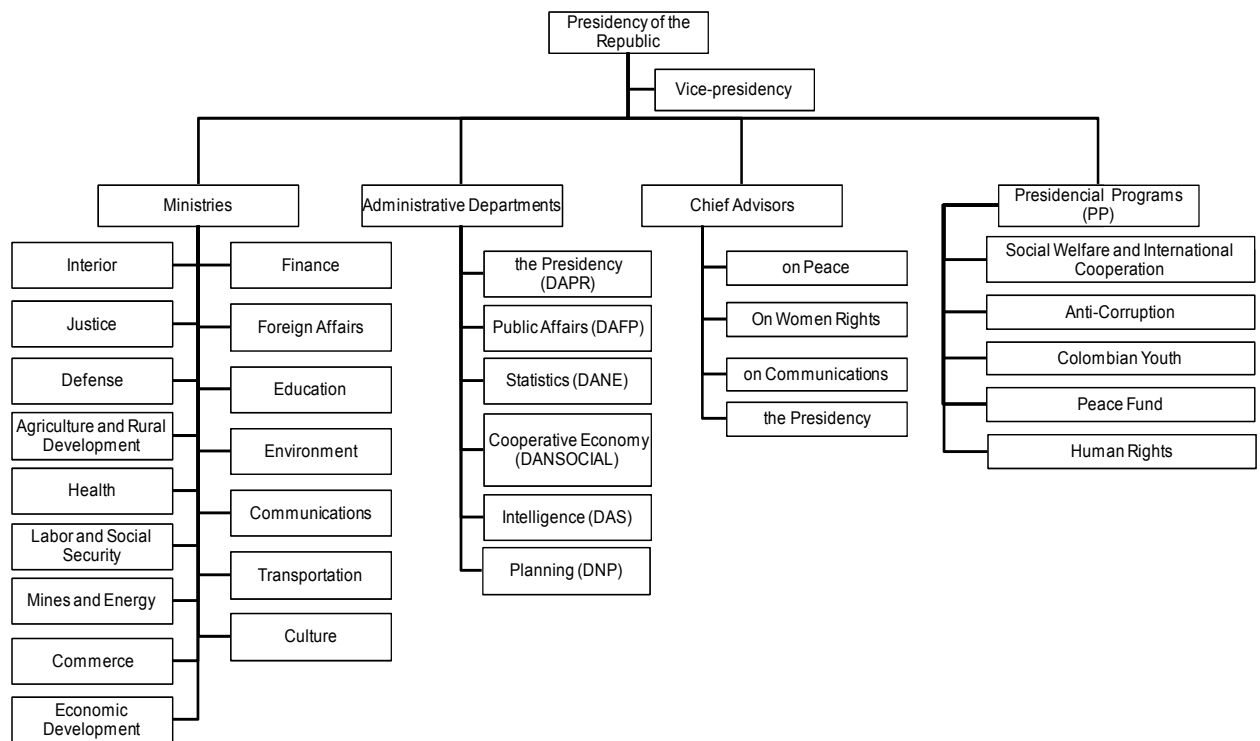 Presidency of the
Republic
Vice-presidency
Ministries
Interior
Finance
Justice
Foreign Affairs
Defense
Education
Agriculture and Rural
Development
Environment
Health
Communications
Labor and Social
Security
Transportation
Mines and Energy
Culture
Commerce
Economic
Development
Administrative Departments
the Presidency
(DAPR)
Public Affairs (DAFP)
Statistics (DANE)
Cooperative Economy
(DANSOCIAL)
Intelligence (DAS)
Planning (DNP)
Chief Advisors
on Peace
On Women Rights
on Communications
the Presidency
Presidencial Programs
(PP)
Social Welfare and International
Cooperation
Anti-Corruption
Colombian Youth
Peace Fund
Human Rights